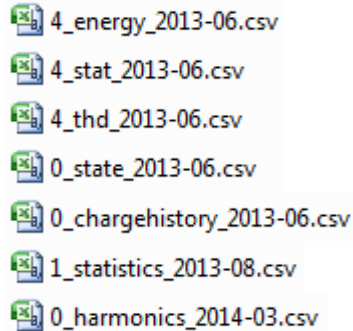 4_energy_2013-06.csv
4_stat_2013-06.csv
4_thd_2013-06.csv
0_state_2013-06.csv
0_chargehistory_2013-06.csv
1_statistics_2013-08.csv
0_harmonics_2014-03.csv